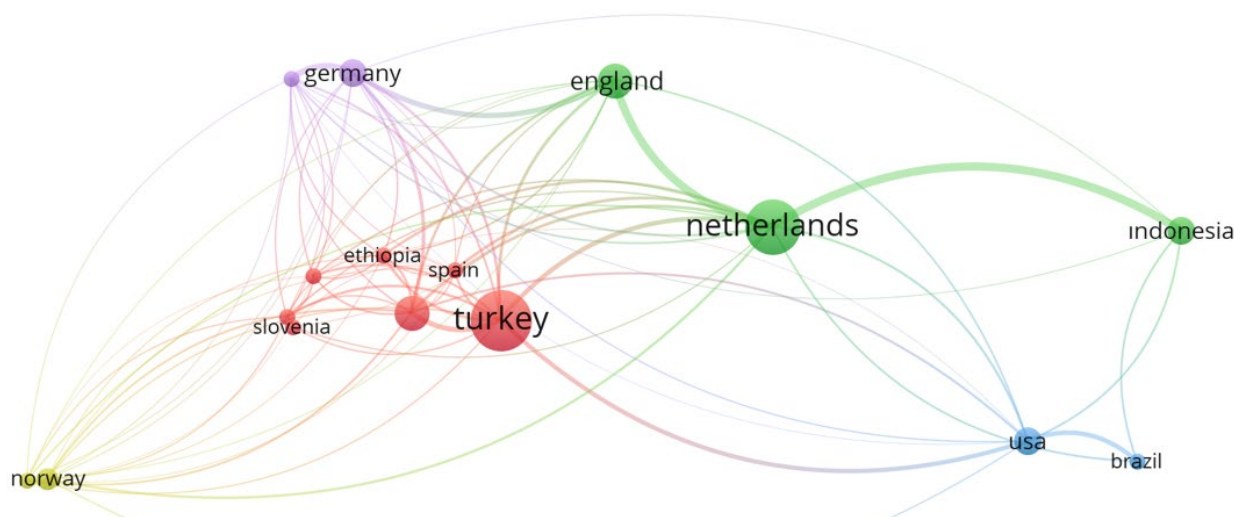 germany
england
netherlands
ındonesia
ethiopia
spain
turkey
slovenia
usa
brazil
norway